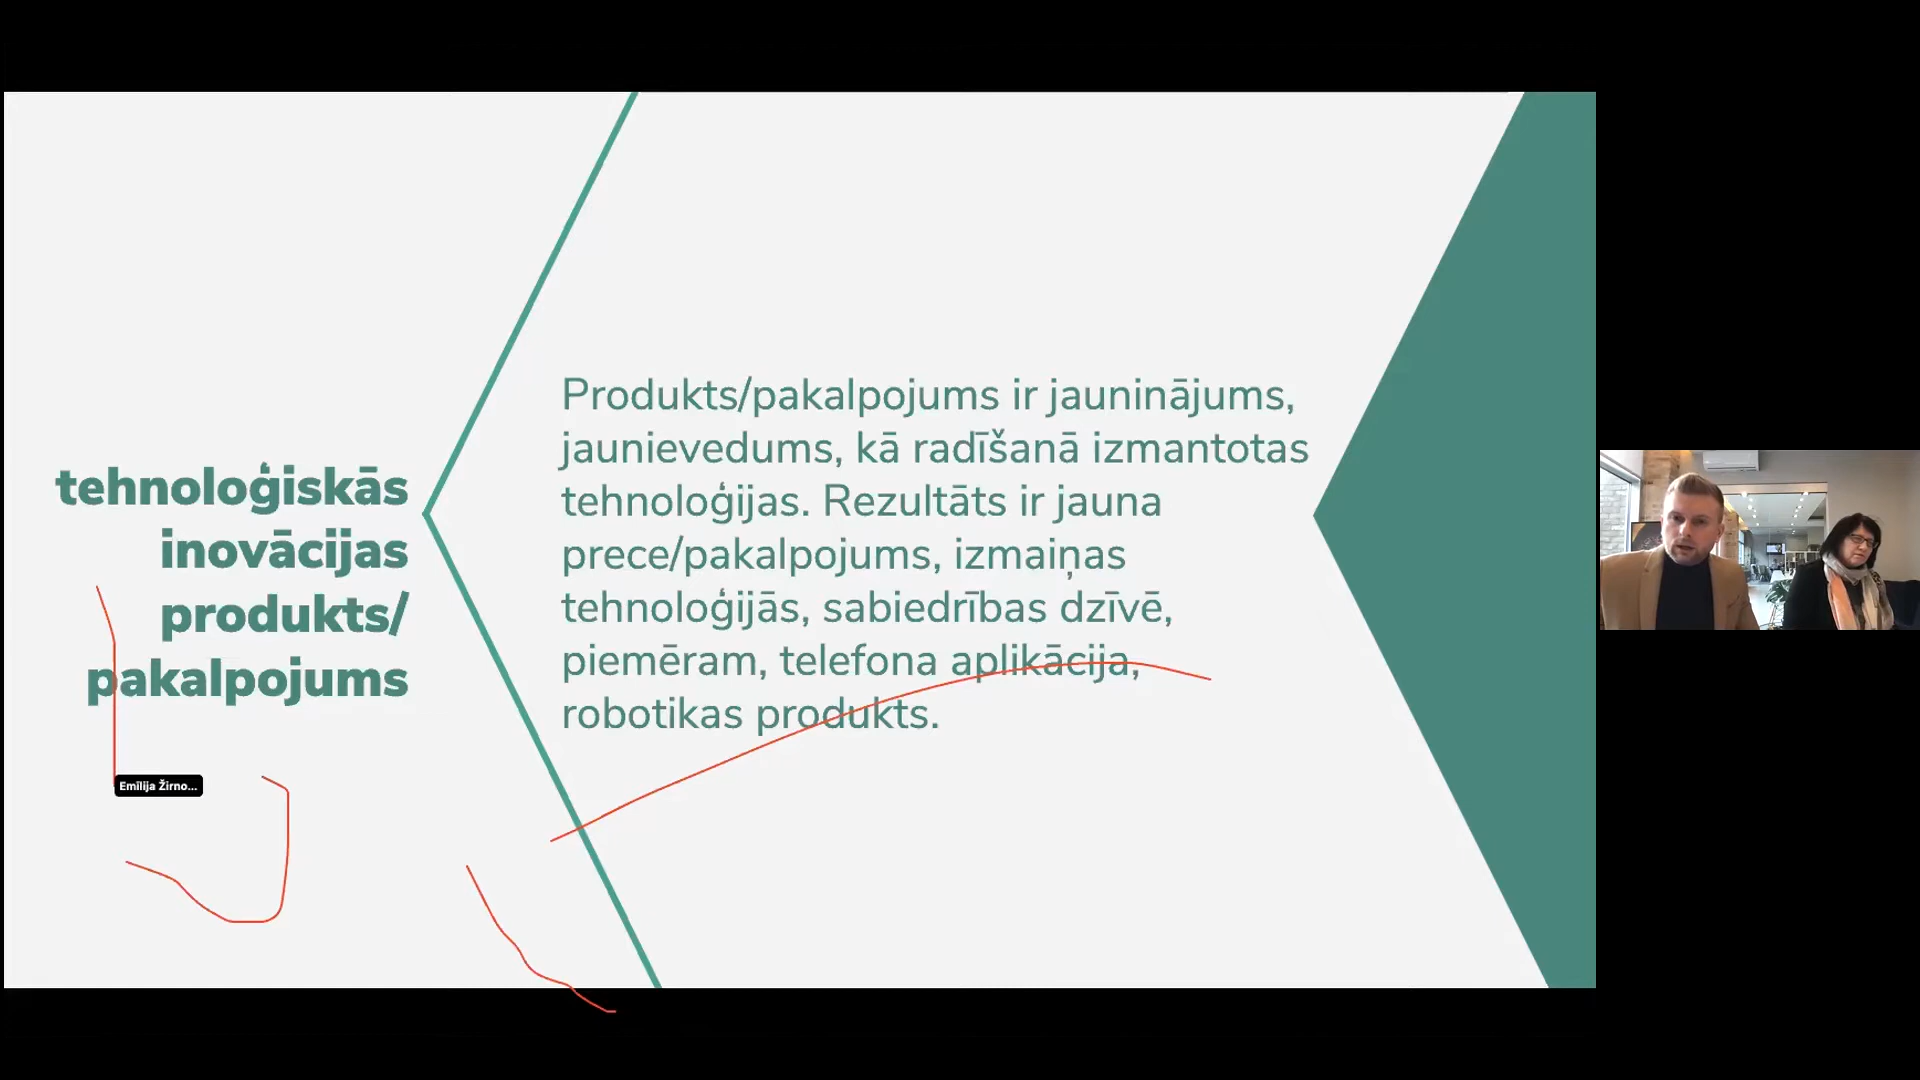 tehnoloģiskās
inovācijas
produkts/
pakalpojums
Produkts/pakalpojums ir jauninājums,
jaunievedums, kā radīšanā izmantotas
tehnoloģijas. Rezultāts ir jauna
prece/pakalpojums, izmaiņas
tehnoloģijās, sabiedrības dzīvē,
piemēram, telefona aplikācija,
robotikas produkts.
Emīlija Žirno...